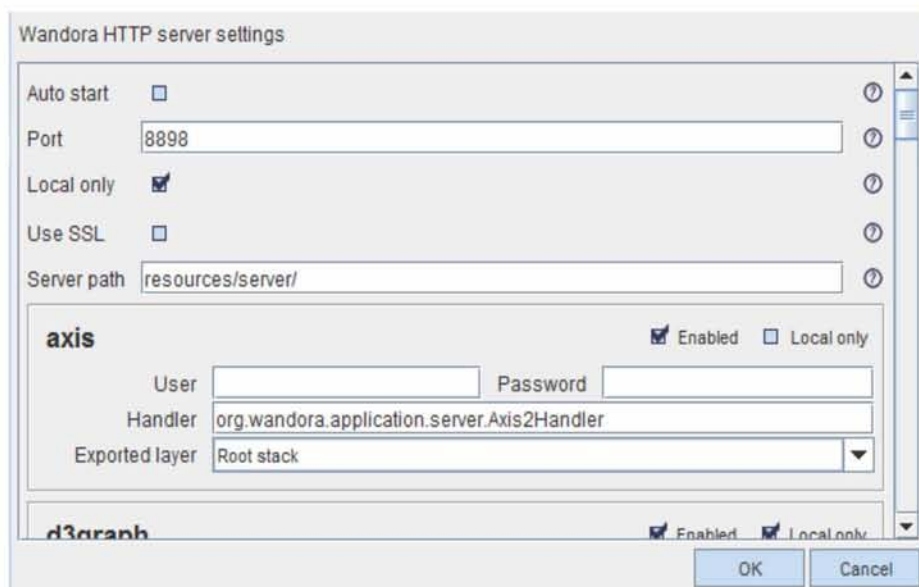 Wandora HTTP server settings
Auto start
Port 8898
Local only
Use SSL
Server path resources/server/
axis Enabled Local only
User Password
Handler org.wandora.application.server.Axis2Handler
Exported layer Root stack
d3graph Enabled Local only
OK Cancel